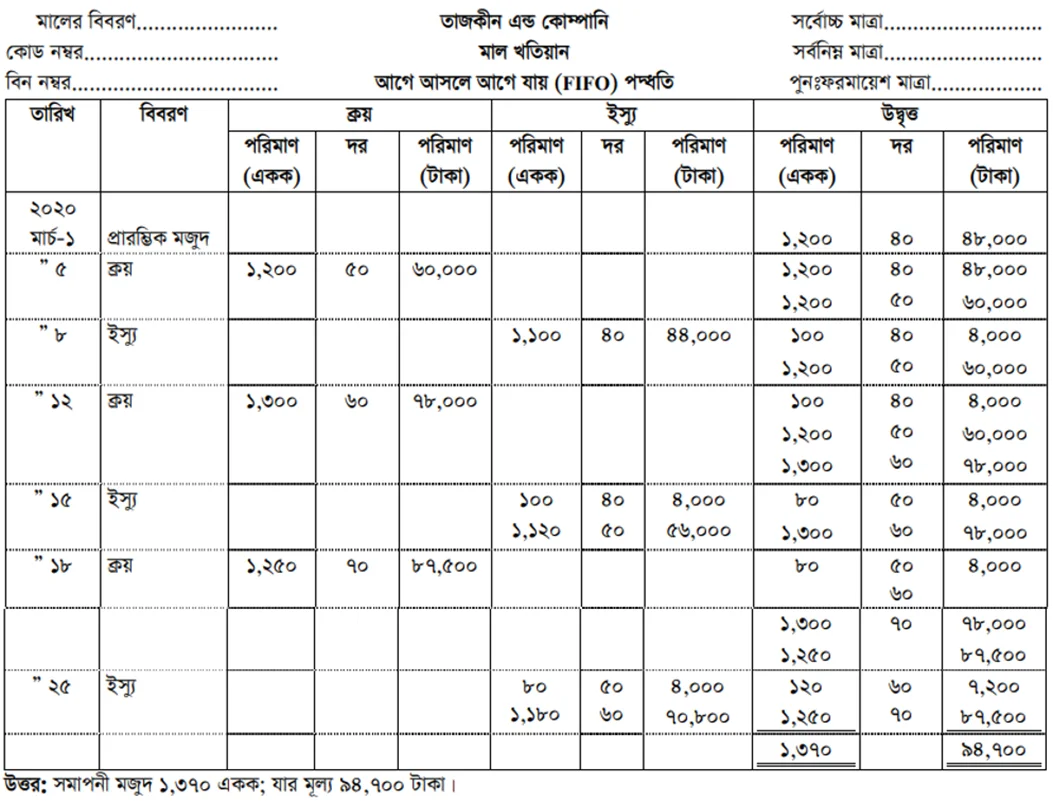 মালের বিবরণ........................ তাজকীন এন্ড কোম্পানি সর্বোচ্চ মাত্রা...........................
কোড নম্বর................................. মাল খতিয়ান সর্বনিম্ন মাত্রা...........................
বিন নম্বর................................... আগে আসলে আগে যায় (FIFO) পদ্ধতি পুনঃফরমায়েশ মাত্রা...................
তারিখ বিবরণ ক্রয় ইস্যু উদ্বৃত্ত
পরিমাণ দর পরিমাণ পরিমাণ দর পরিমাণ পরিমাণ দর পরিমাণ
(একক) (টাকা) (একক) (টাকা) (একক) (টাকা)
২০২০
মার্চ-১ প্রারম্ভিক মজুদ ১,২০০ ৪০ ৪৮,০০০
” ৫ ক্রয় ১,২০০ ৫০ ৬০,০০০ ১,২০০ ৪০ ৪৮,০০০
১,২০০ ৫০ ৬০,০০০
” ৮ ইস্যু ১,১০০ ৪০ ৪৪,০০০ ১০০ ৪০ ৪,০০০
১,২০০ ৫০ ৬০,০০০
” ১২ ক্রয় ১,৩০০ ৬০ ৭৮,০০০ ১০০ ৪০ ৪,০০০
১,২০০ ৫০ ৬০,০০০
১,৩০০ ৬০ ৭৮,০০০
” ১৫ ইস্যু ১০০ ৪০ ৪,০০০ ৮০ ৫০ ৪,০০০
১,১২০ ৫০ ৫৬,০০০ ১,৩০০ ৬০ ৭৮,০০০
” ১৮ ক্রয় ১,২৫০ ৭০ ৮৭,৫০০ ৮০ ৫০ ৪,০০০
৬০
১,৩০০ ৭০ ৭৮,০০০
১,২৫০ ৮৭,৫০০
” ২৫ ইস্যু ৮০ ৫০ ৪,০০০ ১২০ ৬০ ৭,২০০
১,১৮০ ৬০ ৭০,৮০০ ১,২৫০ ৭০ ৮৭,৫০০
১,৩৭০ ৯৪,৭০০
উত্তর: সমাপনী মজুদ ১,৩৭০ একক; যার মূল্য ৯৪,৭০০ টাকা।